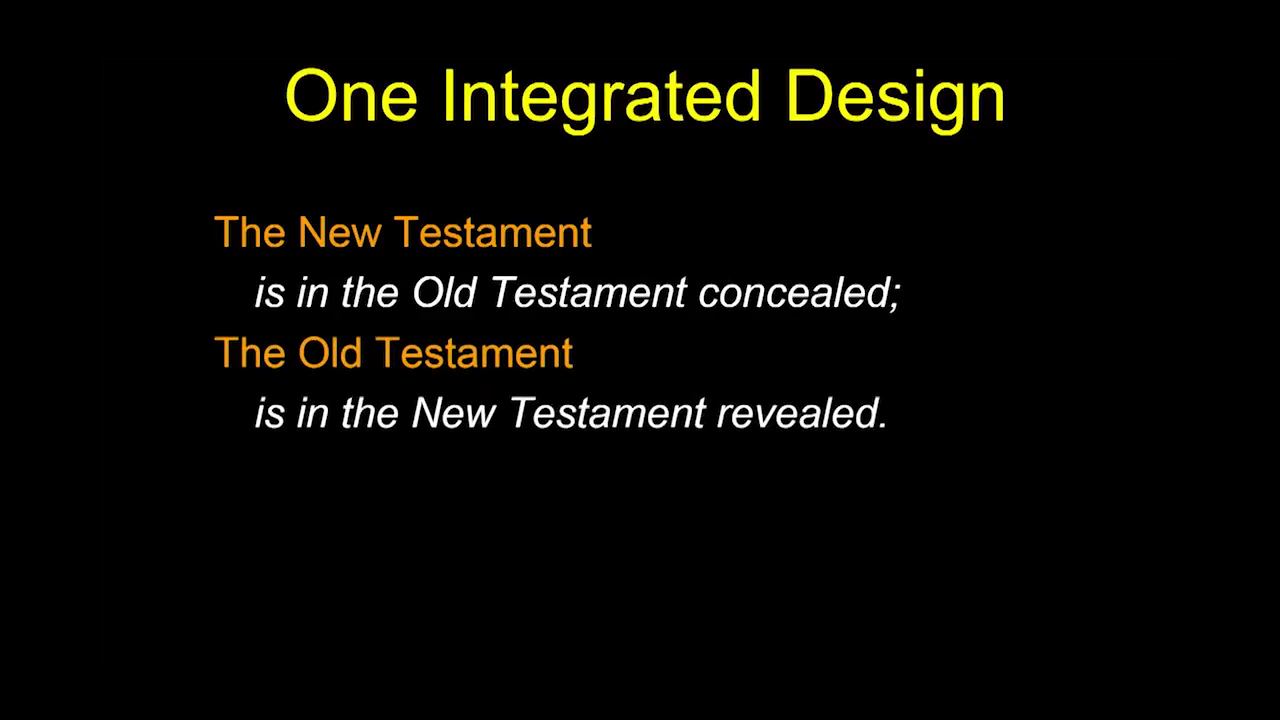 One Integrated Design
The New Testament
is in the Old Testament concealed;
The Old Testament
is in the New Testament revealed.